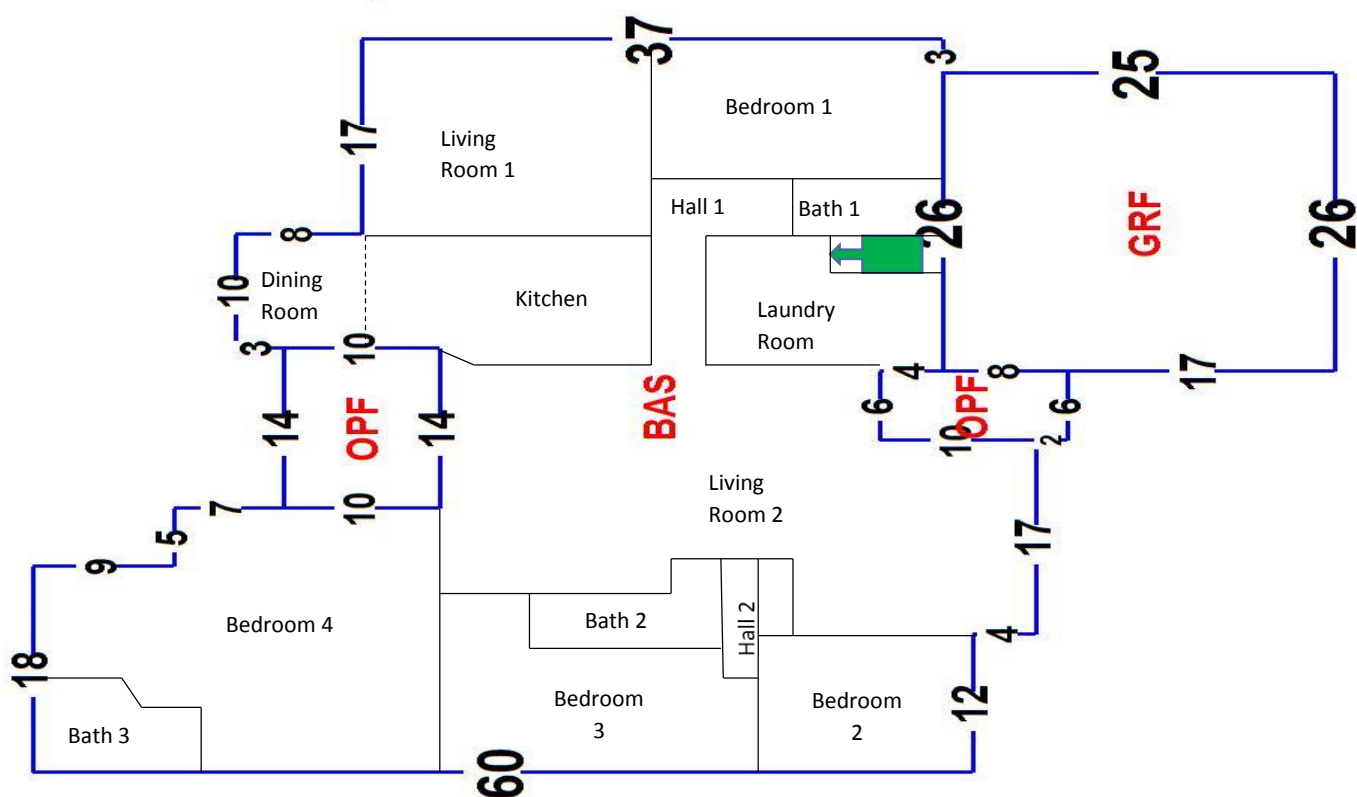 37
3
25
17
Bedroom 1
Living
Room 1
Hall 1
Bath 1
26
GRF
26
8
10
Dining
Room
Kitchen
Laundry
Room
3
10
4
8
17
BAS
6
OPF
6
14
OPF
14
10
2
Living
Room 2
7
10
5
17
9
Bath 2
Hall 2
Bedroom 4
4
18
Bedroom
3
Bedroom
2
12
Bath 3
60